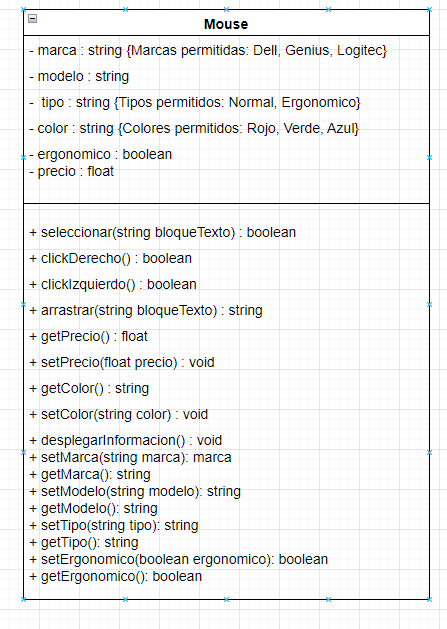 Mouse
- marca : string {Marcas permitidas: Dell, Genius, Logitec}
- modelo : string
- tipo : string {Tipos permitidos: Normal, Ergonomico}
- color : string {Colores permitidos: Rojo, Verde, Azul}
- ergonomico : boolean
- precio : float
+ seleccionar(string bloqueTexto) : boolean
+ clickDerecho() : boolean
+ clickIzquierdo() : boolean
+ arrastrar(string bloqueTexto) : string
+ getPrecio() : float
+ setPrecio(float precio) : void
+ getColor() : string
+ setColor(string color) : void
+ desplegarInformacion() : void
+ setMarca(string marca): marca
+ getMarca(): string
+ setModelo(string modelo): string
+ getModelo(): string
+ setTipo(string tipo): string
+ getTipo(): string
+ setErgonomico(boolean ergonomico): boolean
+ getErgonomico(): boolean